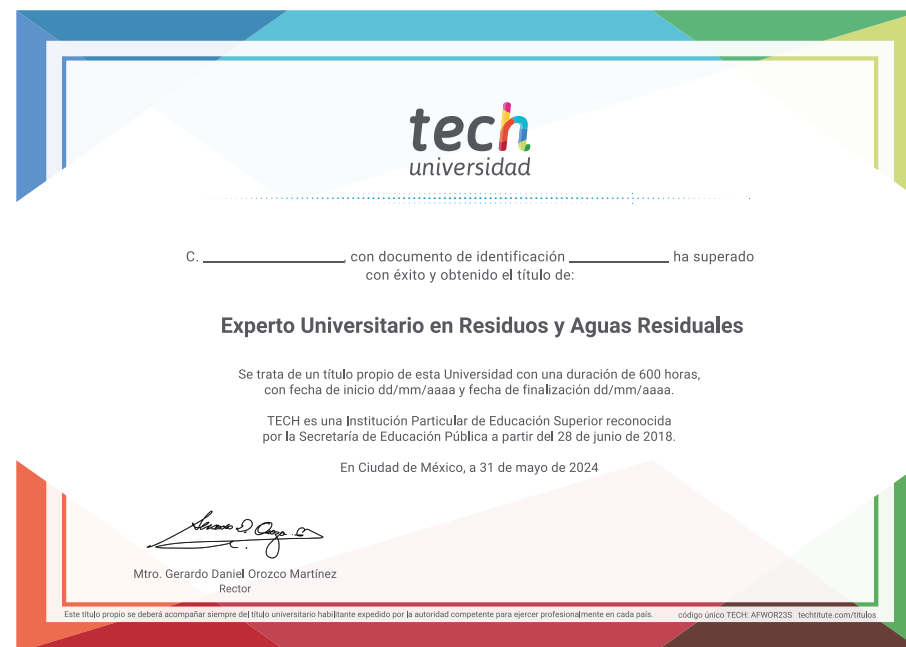 tech
universidad
C. ____________, con documento de identificación __________ ha superado
con éxito y obtenido el título de:
Experto Universitario en Residuos y Aguas Residuales
Se trata de un título propio de esta Universidad con una duración de 600 horas,
con fecha de inicio dd/mm/aaaa y fecha de finalización dd/mm/aaaa.
TECH es una Institución Particular de Educación Superior reconocida
por la Secretaría de Educación Pública a partir del 28 de junio de 2018.
En Ciudad de México, a 31 de mayo de 2024
Mtro. Gerardo Daniel Orozco Martínez
Rector
Este título propio se deberá acompañar siempre del título universitario habilitante expedido por la autoridad competente para ejercer profesionalmente en cada país. código único TECH: AFWOR23S techtitute.com/titulos